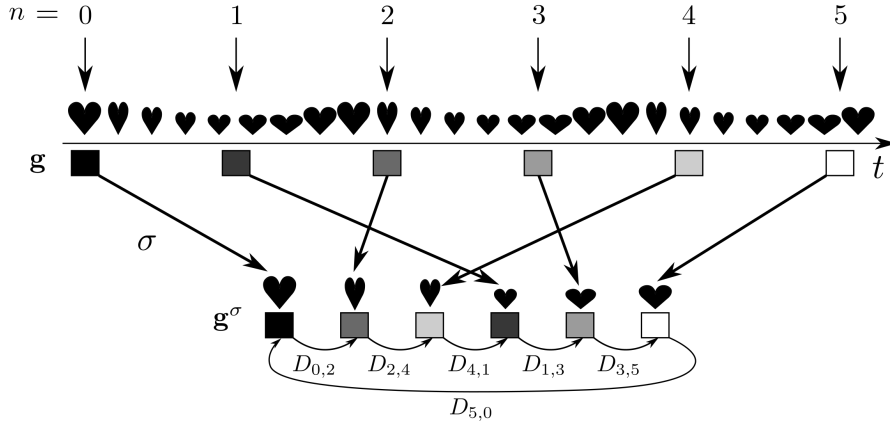 n = 0 1 2 3 4 5
g t
σ
g^σ
D_{0,2} D_{2,4} D_{4,1} D_{1,3} D_{3,5}
D_{5,0}